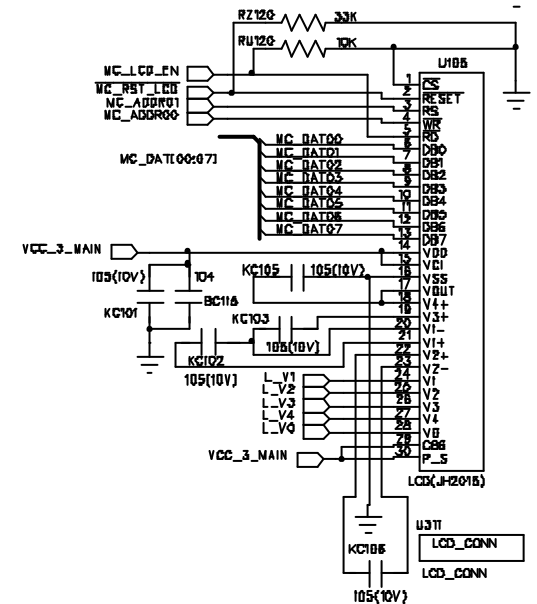 RZ120 33K
RU120 10K
MC_LCD_EN
MC_RST_LCD
MC_ADDR01
MC_ADDR00
MC_DAT[00:07]
MC_DAT00
MC_DAT01
MC_DAT02
MC_DAT03
MC_DAT04
MC_DAT05
MC_DAT06
MC_DAT07
U105
1 CS
2 RESET
3 RS
4 WR
5 RD
6 DB0
7 DB1
8 DB2
9 DB3
10 DB4
11 DB5
12 DB6
13 DB7
14 VDD
15 VCI
16 VSS
17 VOUT
18 V4+
19 V3+
20 V1-
21 V1+
22 V2+
23 V2-
24 V1
25 V2
26 V3
27 V4
28 V0
29 C86
30 P_S
LCD(JH2015)
VCC_3_MAIN
105(10V) 104
KC101 BC115
KC105 105(10V)
KC103
105(10V)
KC102
105(10V)
L_V1
L_V2
L_V3
L_V4
L_V0
VCC_3_MAIN
KC106
105(10V)
U311
LCD_CONN
LCD_CONN